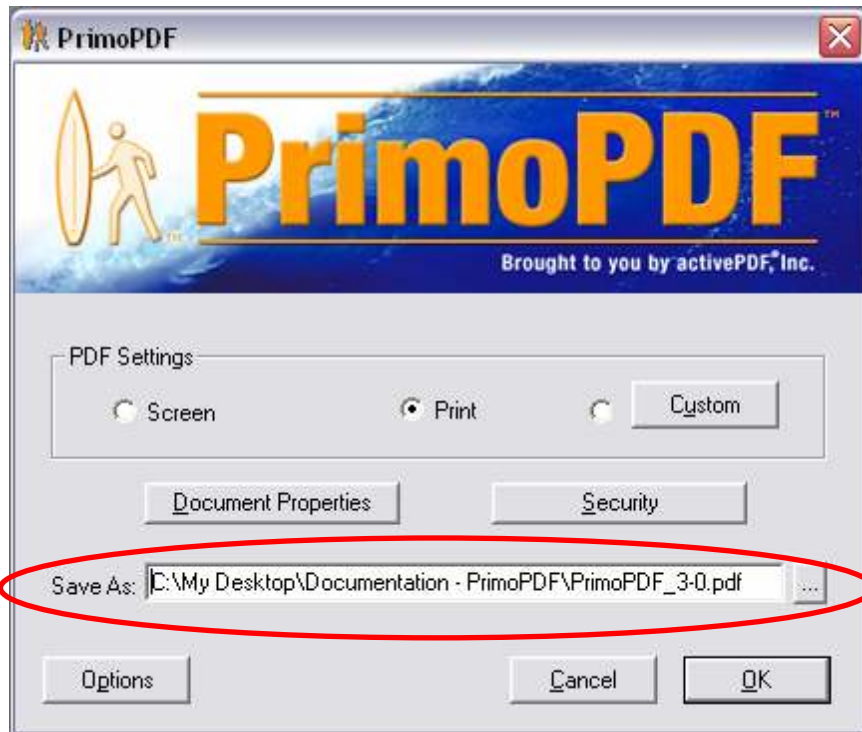 PrimoPDF
PrimoPDF™
™
Brought to you by activePDF,® Inc.
PDF Settings
Screen Print Custom
Document Properties Security
Save As: C:\My Desktop\Documentation - PrimoPDF\PrimoPDF_3-0.pdf ...
Options Cancel OK